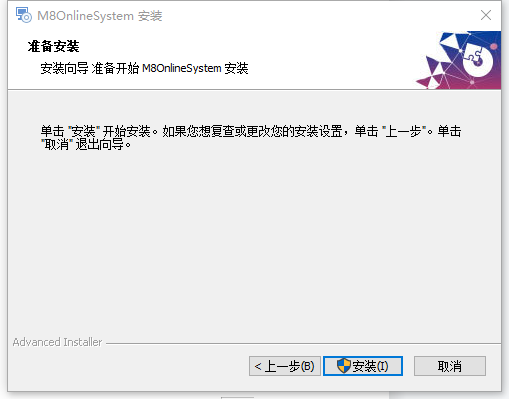 M8OnlineSystem 安装
准备安装
安装向导 准备开始 M8OnlineSystem 安装
单击 "安装" 开始安装。如果您想复查或更改您的安装设置，单击 "上一步"。单击
"取消" 退出向导。
Advanced Installer
< 上一步(B)
安装(I)
取消